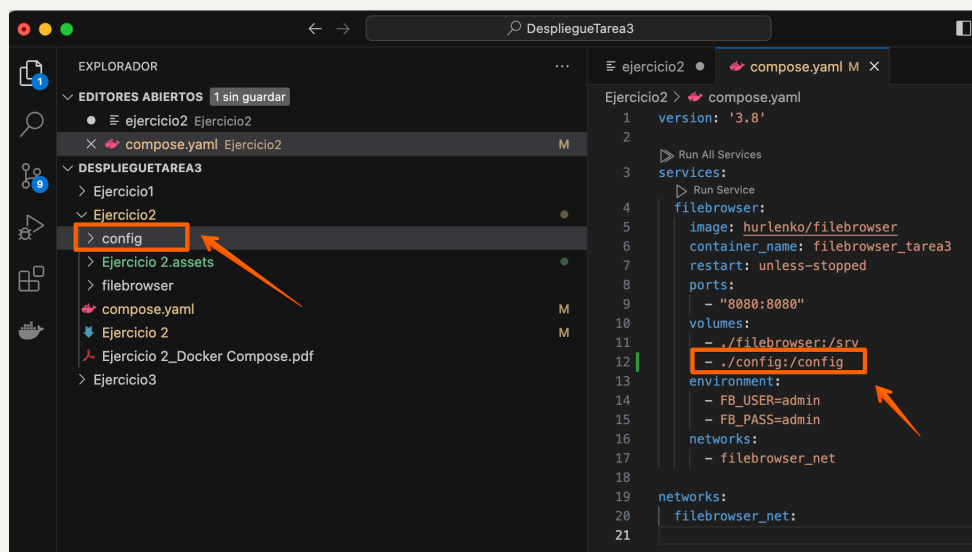 DespliegueTarea3
EXPLORADOR ...
EDITORES ABIERTOS 1 sin guardar
ejercicio2 Ejercicio2
compose.yaml Ejercicio2 M
DESPLIEGUETAREA3
Ejercicio1
Ejercicio2
config
Ejercicio 2.assets
filebrowser
compose.yaml M
Ejercicio 2 M
Ejercicio 2_Docker Compose.pdf
Ejercicio3
1
9
ejercicio2
compose.yaml M
Ejercicio2 > compose.yaml
1 version: '3.8'
2
Run All Services
3 services:
Run Service
4 filebrowser:
5 image: hurlenko/filebrowser
6 container_name: filebrowser_tarea3
7 restart: unless-stopped
8 ports:
9 - "8080:8080"
10 volumes:
11 - ./filebrowser:/srv
12 - ./config:/config
13 environment:
14 - FB_USER=admin
15 - FB_PASS=admin
16 networks:
17 - filebrowser_net
18
19 networks:
20 filebrowser_net:
21